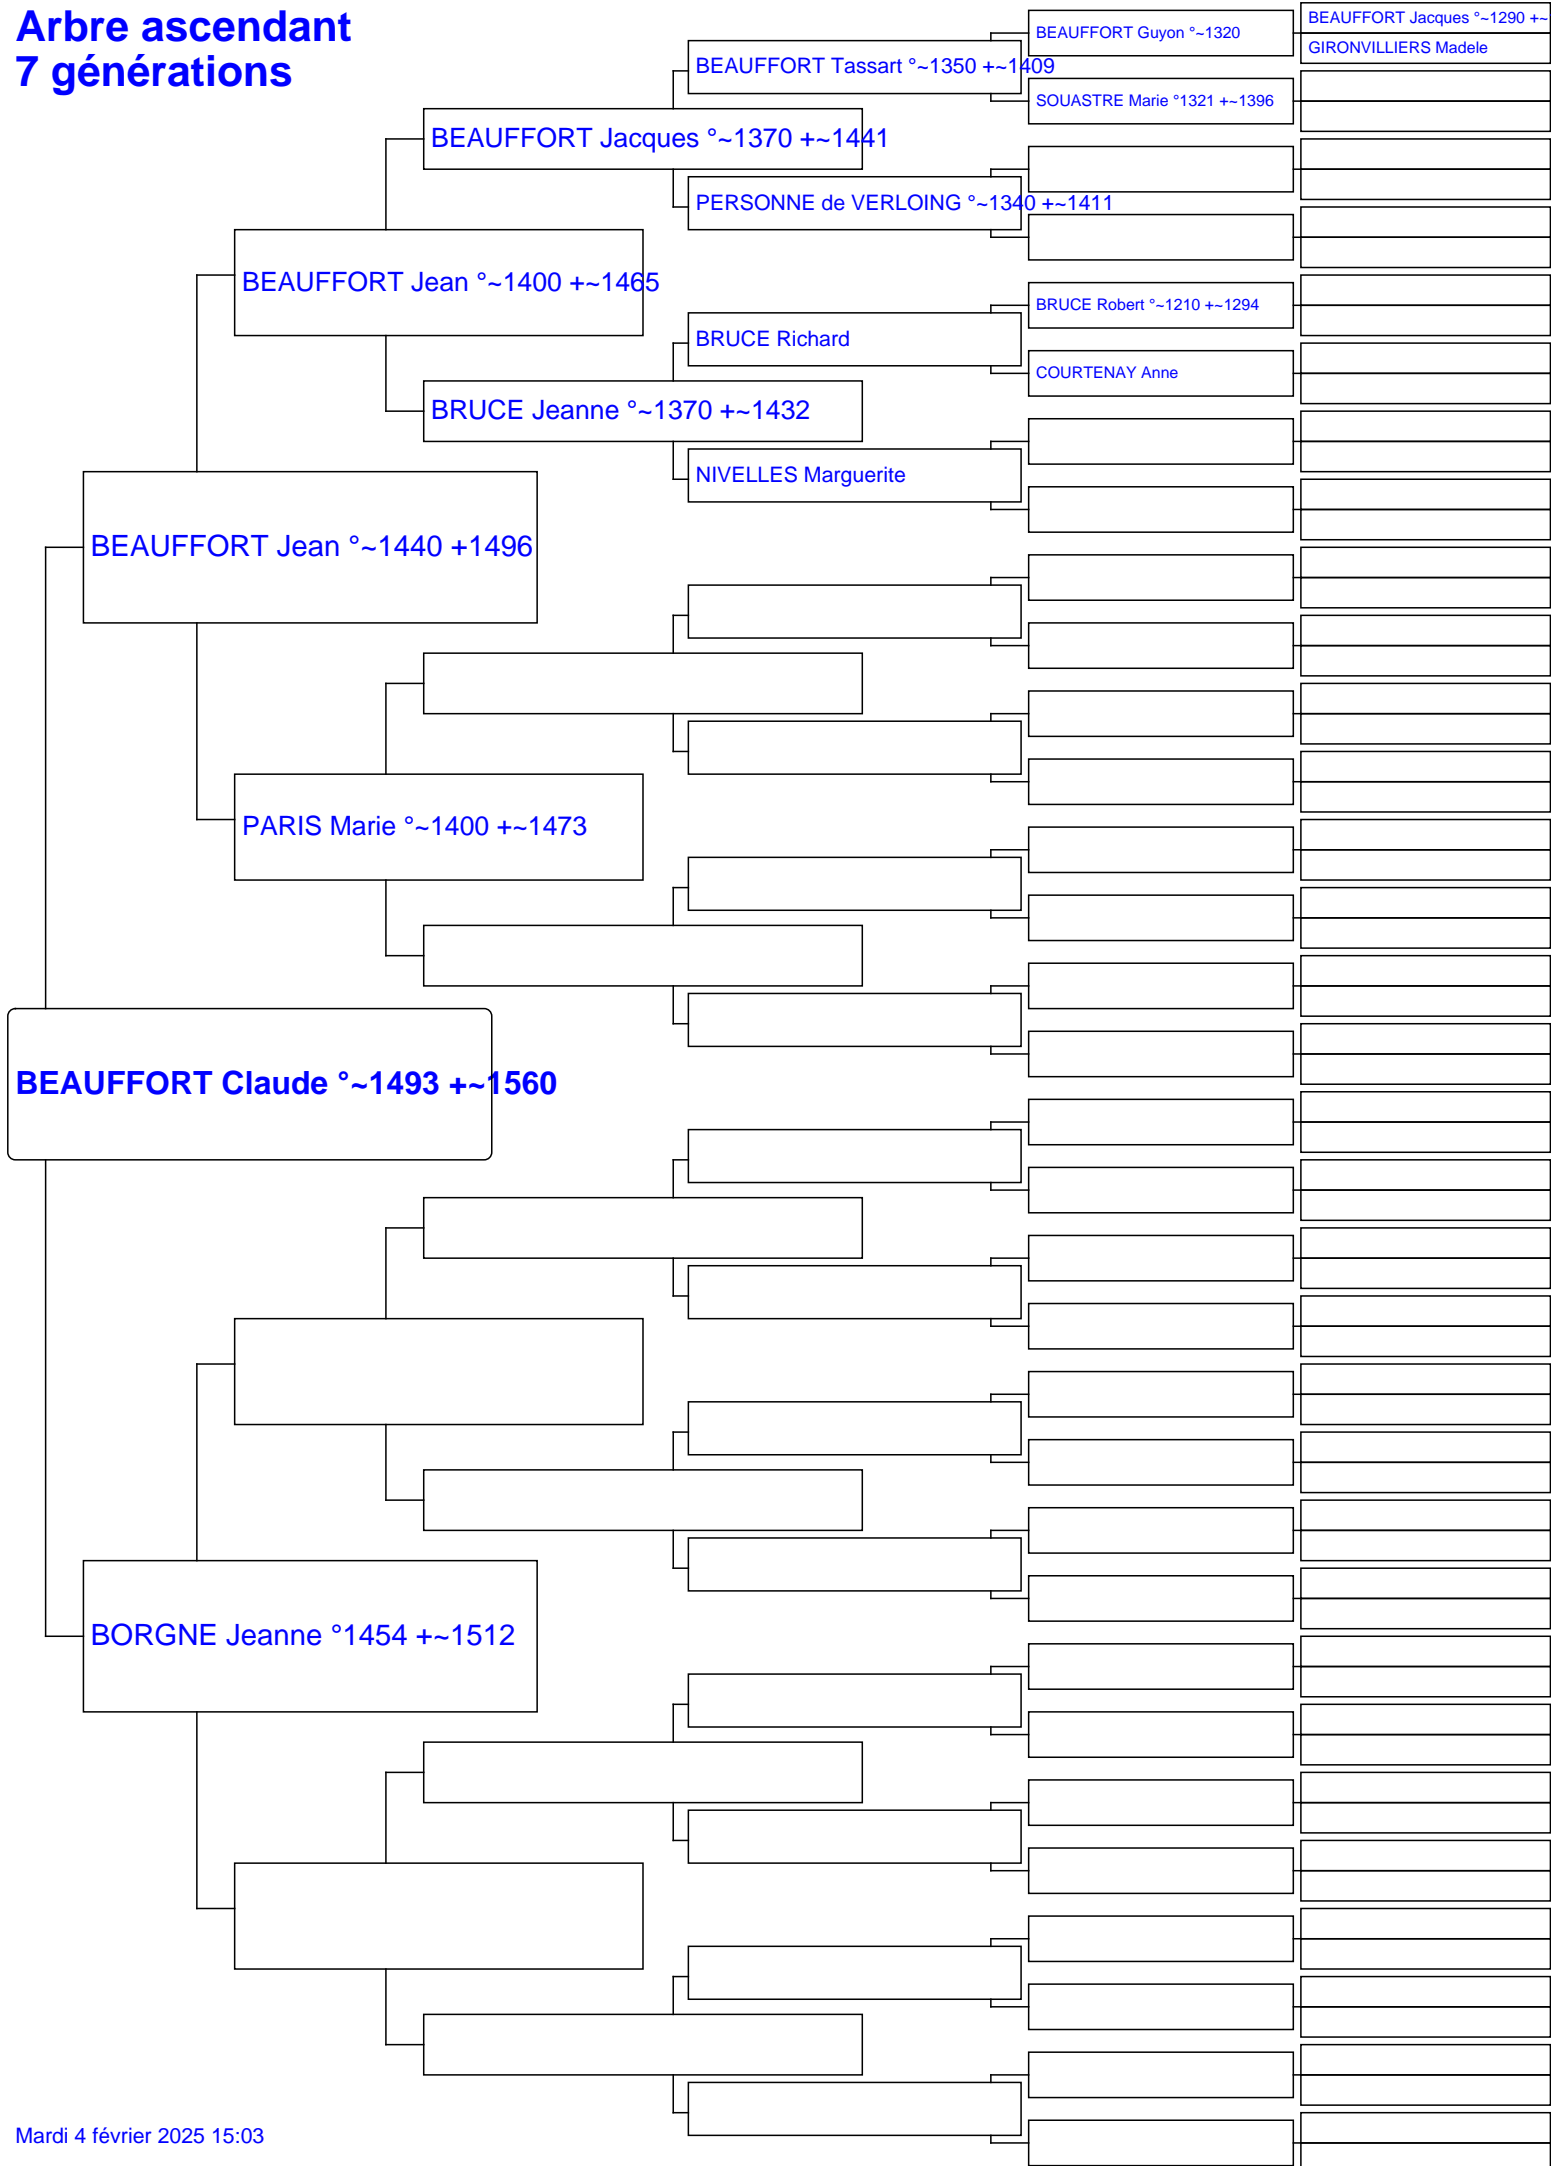 Arbre ascendant
7 générations
BEAUFFORT Jacques °~1290 +~
GIRONVILLIERS Madele
BEAUFFORT Guyon °~1320
BEAUFFORT Tassart °~1350 +~1409
SOUASTRE Marie °1321 +~1396
BEAUFFORT Jacques °~1370 +~1441
PERSONNE de VERLOING °~1340 +~1411
BEAUFFORT Jean °~1400 +~1465
BRUCE Robert °~1210 +~1294
BRUCE Richard
COURTENAY Anne
BRUCE Jeanne °~1370 +~1432
NIVELLES Marguerite
BEAUFFORT Jean °~1440 +1496
PARIS Marie °~1400 +~1473
BEAUFFORT Claude °~1493 +~1560
BORGNE Jeanne °1454 +~1512
Mardi 4 février 2025 15:03